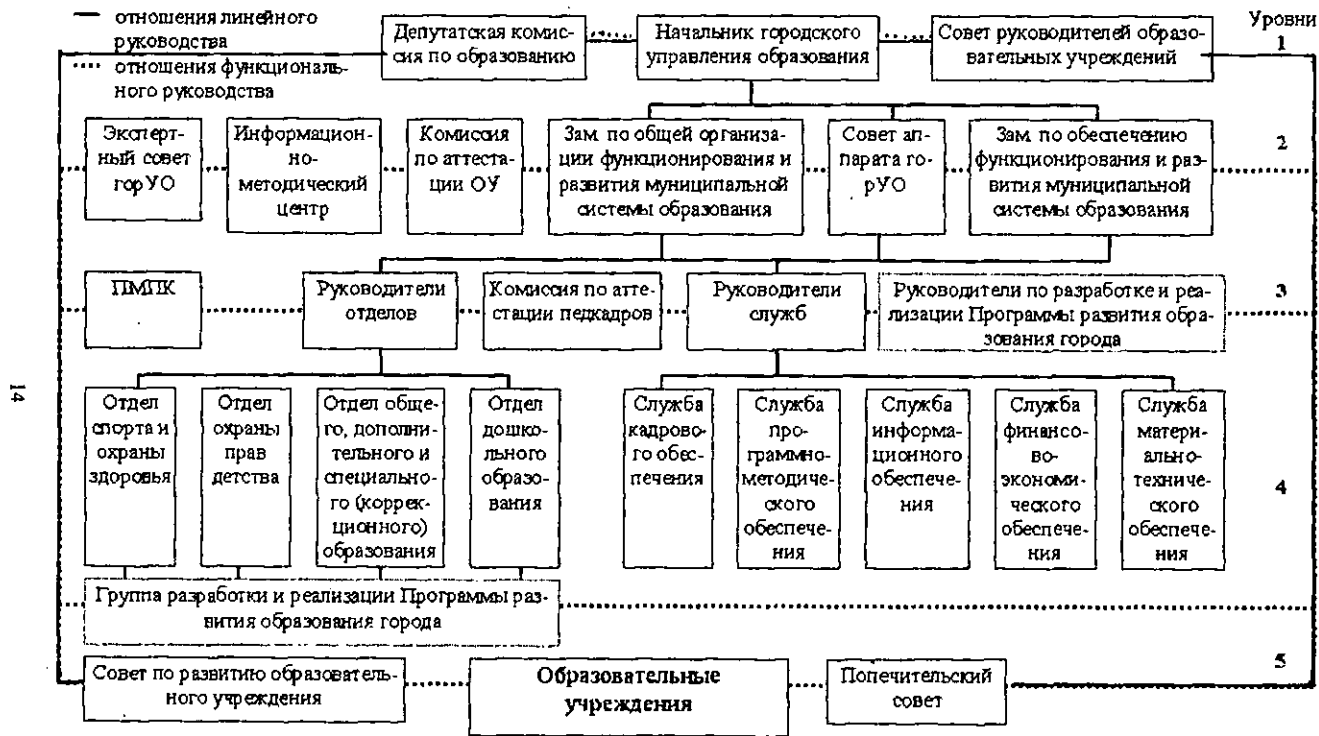 отношения линейного
руководства
отношения функциональ-
ного руководства
Депутатская комис-
сия по образованию
Начальник городского
управления образования
Совет руководителей образо-
вательных учреждений
Уровни
1
Эксперт-
ный совет
горУО
Информацион-
но-
методический
центр
Комиссия
по аттеста-
ции ОУ
Зам. по общей организа-
ции функционирования и
развития муниципальной
системы образования
Совет ап-
парата го-
рУО
Зам. по обеспечению
функционирования и раз-
вития муниципальной
системы образования
2
ПМПК
Руководители
отделов
Комиссия по атте-
стации педкадров
Руководители
служб
Руководители по разработке и реа-
лизации Программы развития обра-
зования города
3
14
Отдел
спорта и
охраны
здоровья
Отдел
охраны
прав
детства
Отдел обще-
го, дополни-
тельного и
специально-
го (коррек-
ционного)
образования
Отдел
дошко-
льного
образо-
вания
Служба
кадрово-
го обес-
печения
Служба
про-
граммно-
методиче-
ского
обеспече-
ния
Служба
информа-
ционного
обеспече-
ния
Служба
финансо-
во-
экономи-
ческого
обеспече-
ния
Служба
матери-
ально-
техниче-
ского
обеспече-
ния
4
Группа разработки и реализации Программы раз-
вития образования города
Совет по развитию образователь-
ного учреждения
Образовательные
учреждения
Попечительский
совет
5